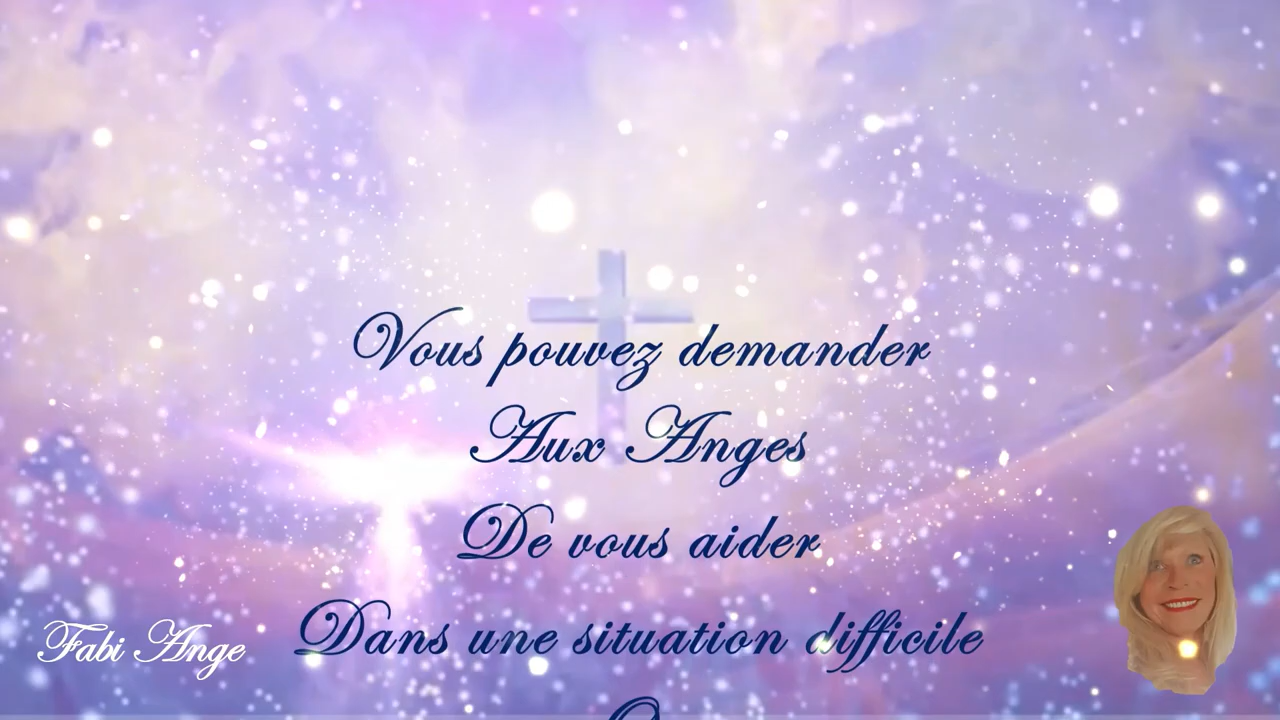 Vous pouvez demander
Aux Anges
De vous aider
Dans une situation difficile
Fabi Ange